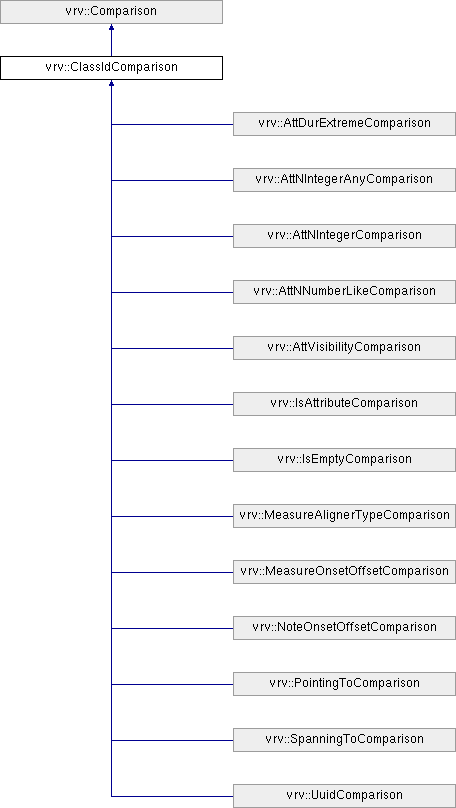 vrv::Comparison
vrv::ClassIdComparison
vrv::AttDurExtremeComparison
vrv::AttNIntegerAnyComparison
vrv::AttNIntegerComparison
vrv::AttNNumberLikeComparison
vrv::AttVisibilityComparison
vrv::IsAttributeComparison
vrv::IsEmptyComparison
vrv::MeasureAlignerTypeComparison
vrv::MeasureOnsetOffsetComparison
vrv::NoteOnsetOffsetComparison
vrv::PointingToComparison
vrv::SpanningToComparison
vrv::UuidComparison